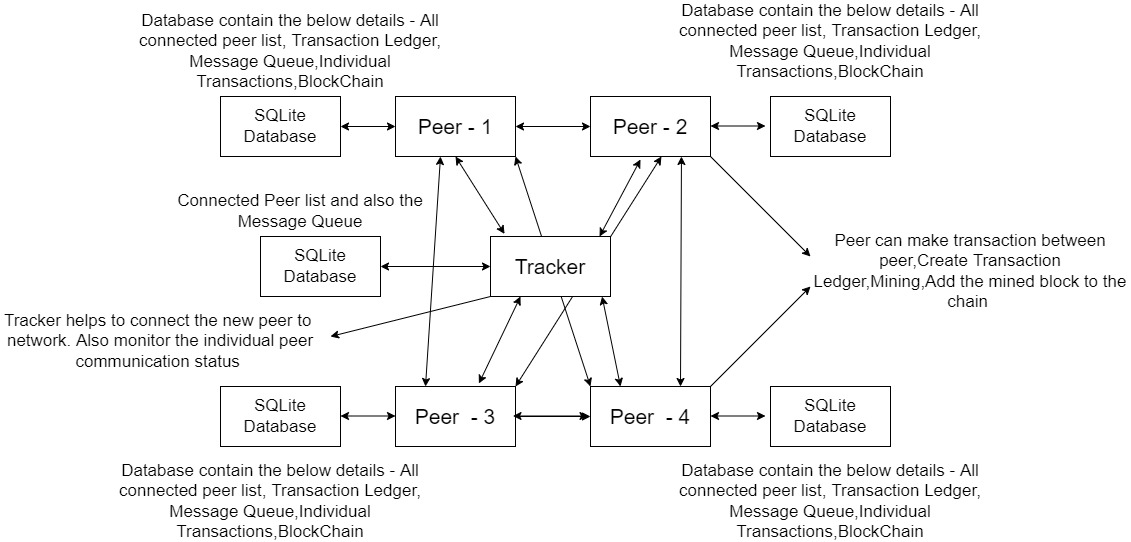 Database contain the below details - All
connected peer list, Transaction Ledger,
Message Queue,Individual
Transactions,BlockChain
Database contain the below details - All
connected peer list, Transaction Ledger,
Message Queue,Individual
Transactions,BlockChain
SQLite
Database
Peer - 1
Peer - 2
SQLite
Database
Connected Peer list and also the
Message Queue
SQLite
Database
Tracker
Peer can make transaction between
peer,Create Transaction
Ledger,Mining,Add the mined block to the
chain
Tracker helps to connect the new peer to
network. Also monitor the individual peer
communication status
SQLite
Database
Peer - 3
Peer - 4
SQLite
Database
Database contain the below details - All
connected peer list, Transaction Ledger,
Message Queue,Individual
Transactions,BlockChain
Database contain the below details - All
connected peer list, Transaction Ledger,
Message Queue,Individual
Transactions,BlockChain